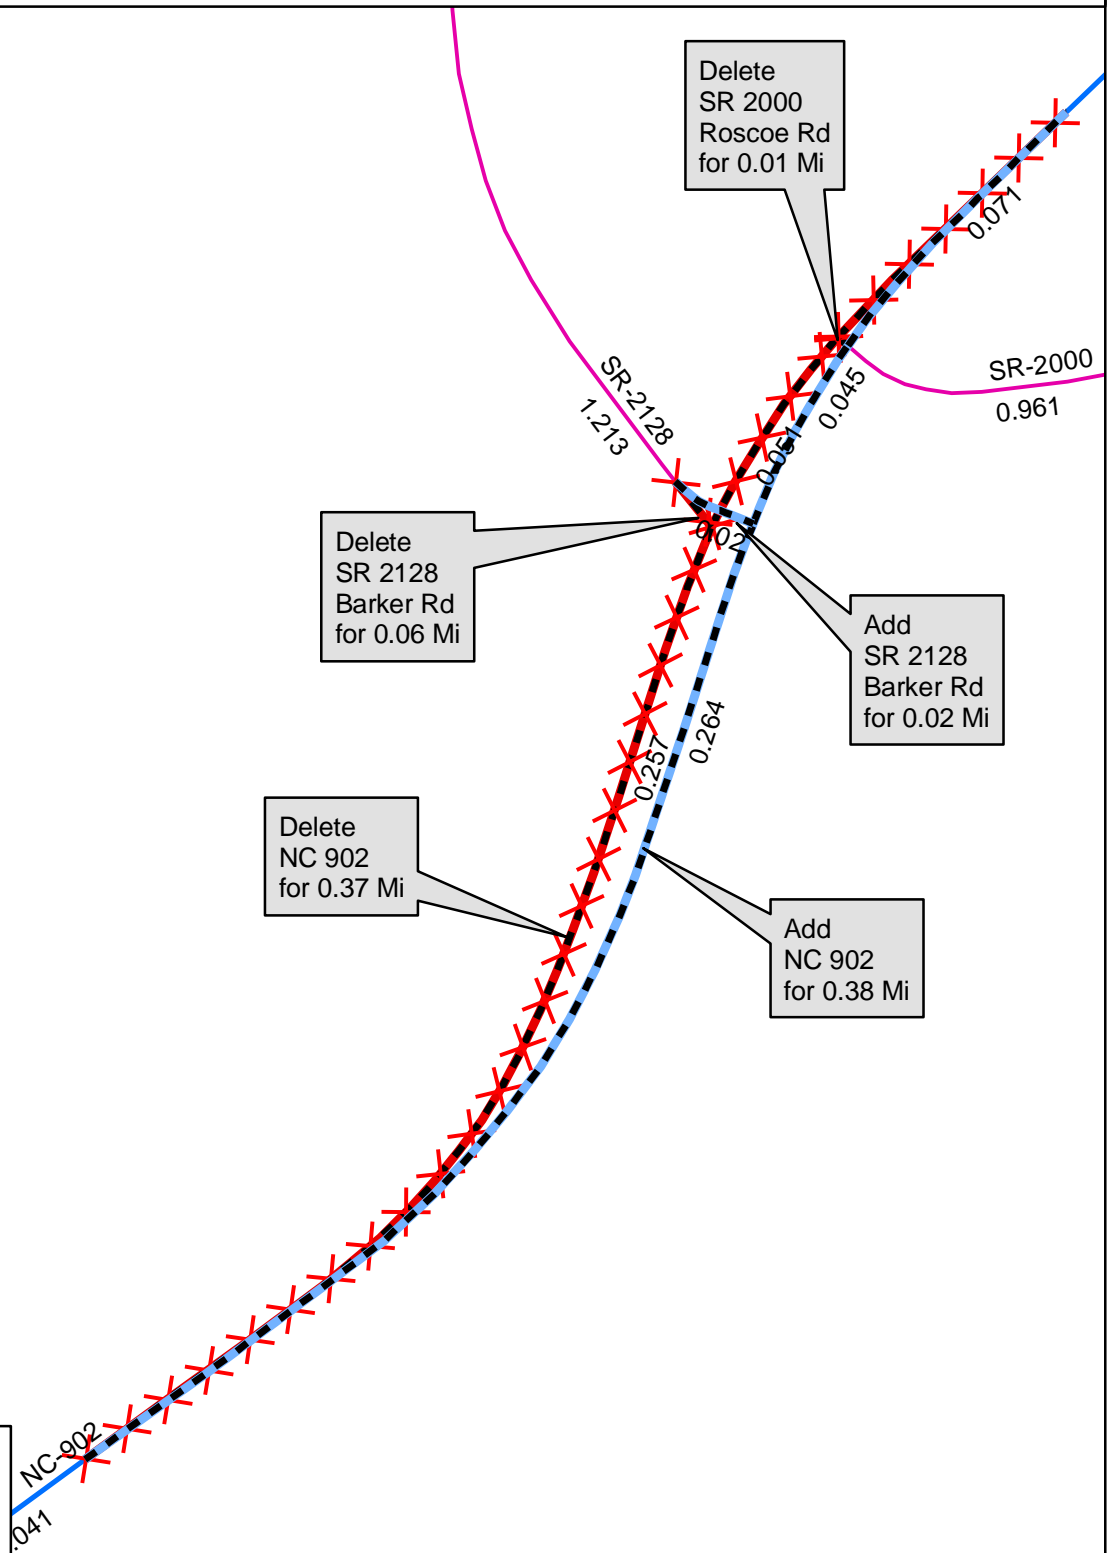 Delete
SR 2000
Roscoe Rd
for 0.01 Mi
0.071
SR-2000
0.961
0.045
SR-2128
1.213
0.051
0.02
Delete
SR 2128
Barker Rd
for 0.06 Mi
Add
SR 2128
Barker Rd
for 0.02 Mi
0.264
0.257
Delete
NC 902
for 0.37 Mi
Add
NC 902
for 0.38 Mi
NC-902
.041